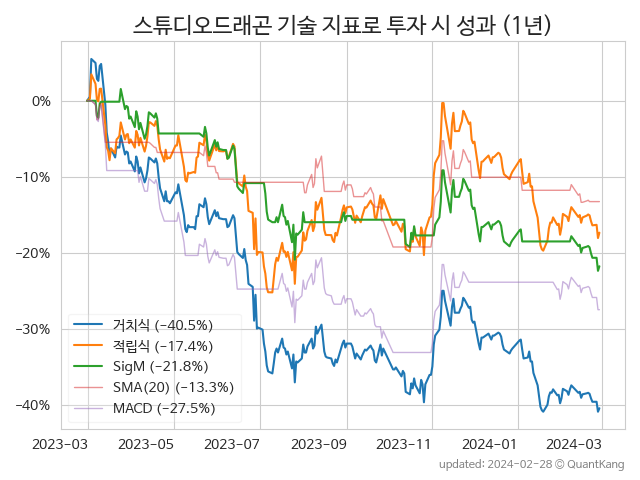 스튜디오드래곤 기술 지표로 투자 시 성과 (1년)
0%
−10%
−20%
−30%
−40%
거치식 (−40.5%)
적립식 (−17.4%)
SigM (−21.8%)
SMA(20) (−13.3%)
MACD (−27.5%)
2023-03
2023-05
2023-07
2023-09
2023-11
2024-01
2024-03
updated: 2024-02-28 ⓒ QuantKang